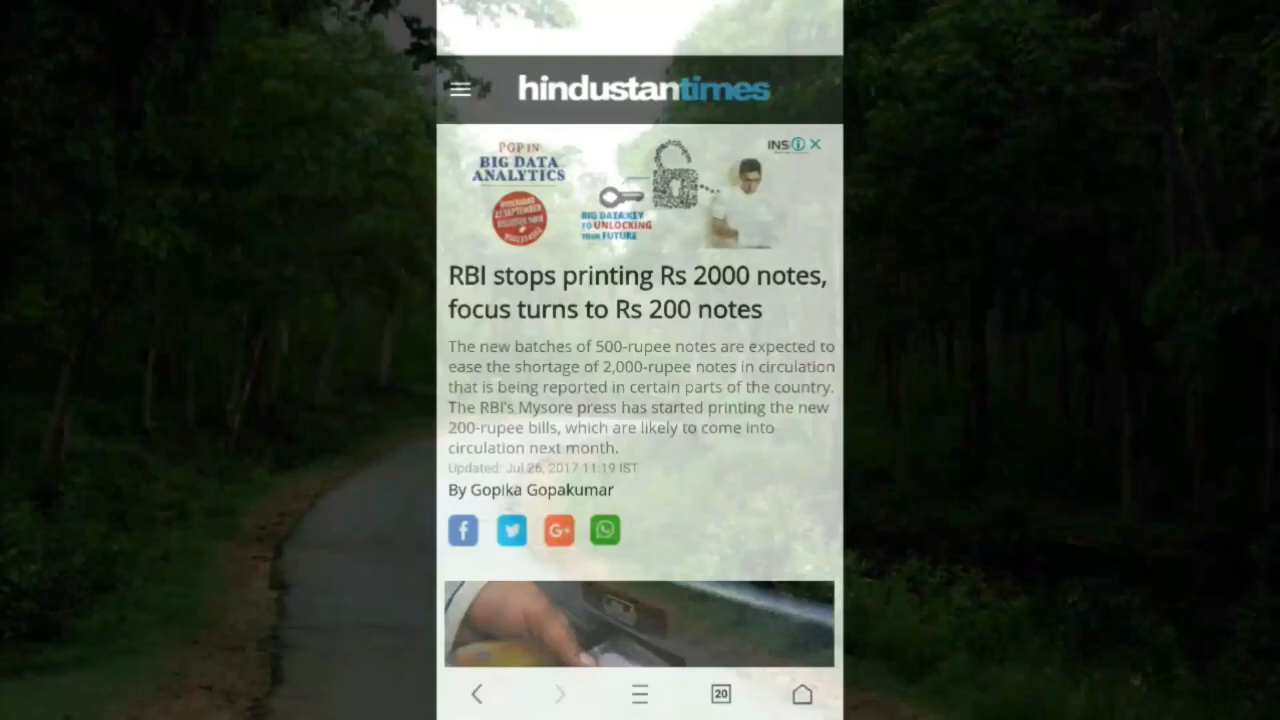 hindustantimes
PGP IN
BIG DATA
ANALYTICS
INS
BIG DATA:KEY
TO UNLOCKING
YOUR FUTURE
RBI stops printing Rs 2000 notes,
focus turns to Rs 200 notes
The new batches of 500-rupee notes are expected to
ease the shortage of 2,000-rupee notes in circulation
that is being reported in certain parts of the country.
The RBI's Mysore press has started printing the new
200-rupee bills, which are likely to come into
circulation next month.
Updated: Jul 26, 2017 11:19 IST
By Gopika Gopakumar
f
G+
20